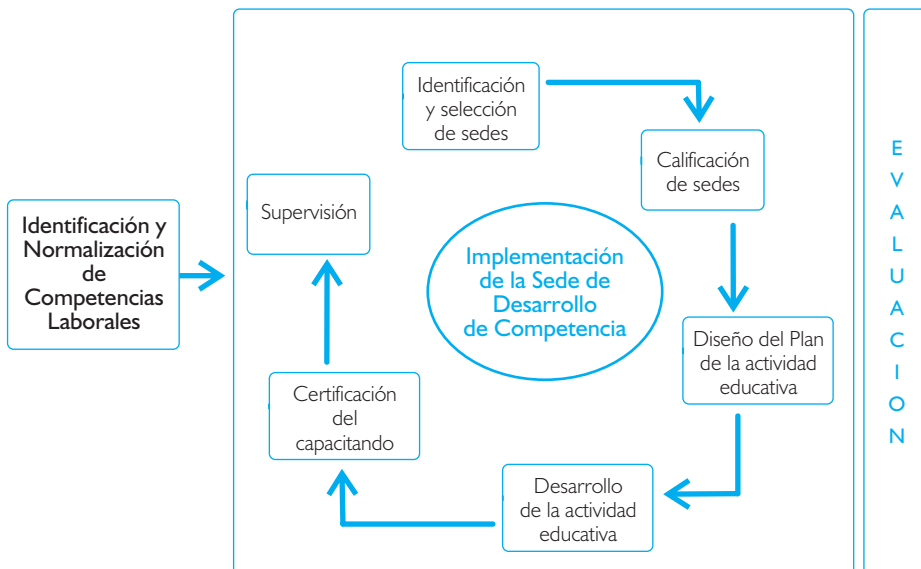 Identificación y
Normalización
de
Competencias
Laborales
Identificación
y selección
de sedes
Calificación
de sedes
Diseño del Plan
de la actividad
educativa
Desarrollo
de la actividad
educativa
Certificación
del
capacitando
Supervisión
Implementación
de la Sede de
Desarrollo
de Competencia
E
V
A
L
U
A
C
I
O
N